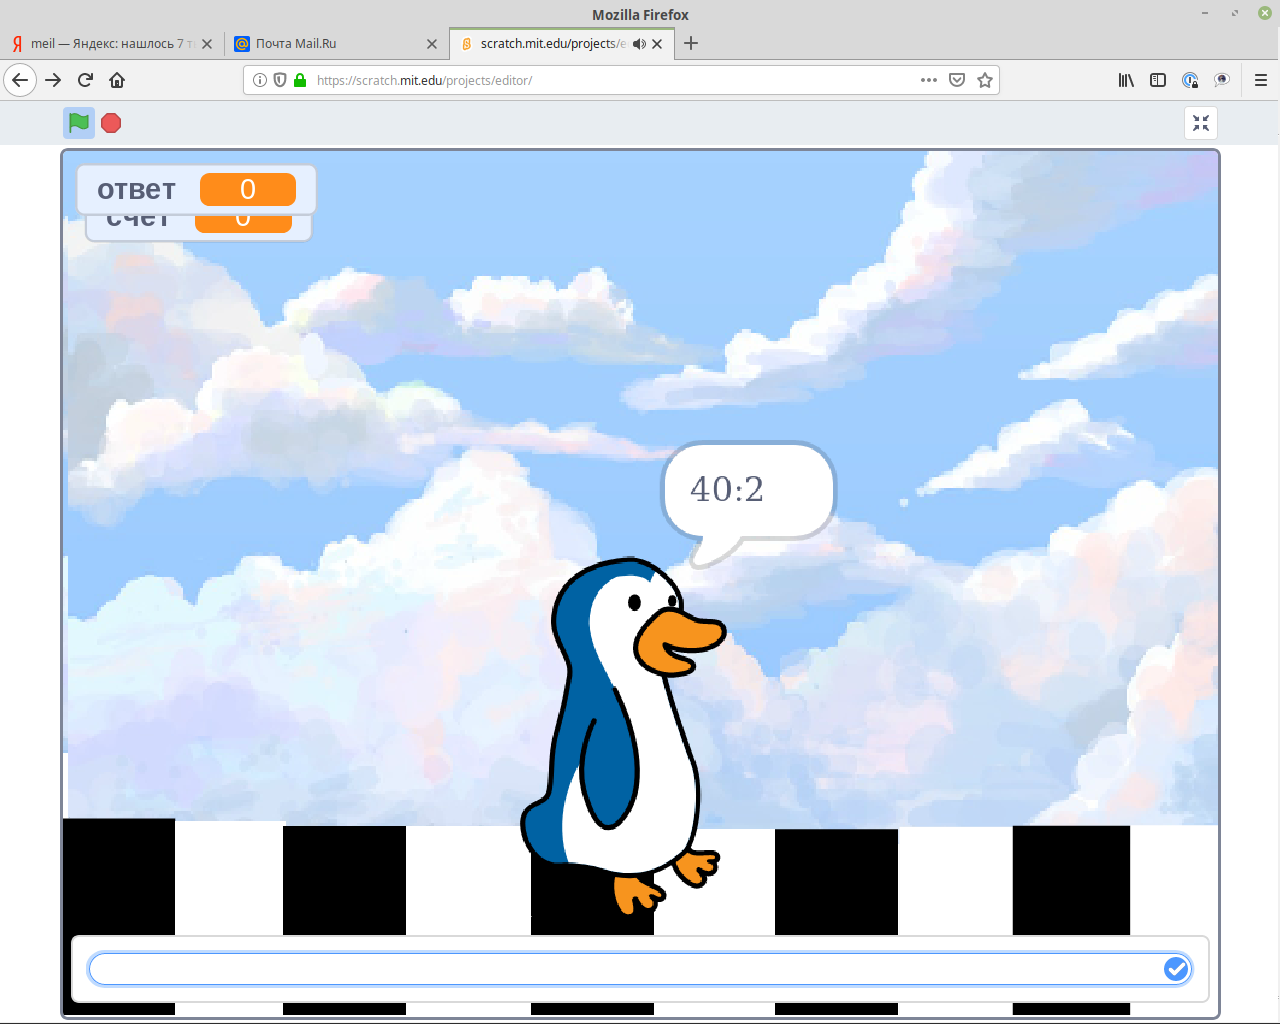 Mozilla Firefox
meil — Яндекс: нашлось 7 т
Почта Mail.Ru
scratch.mit.edu/projects/e
https://scratch.mit.edu/projects/editor/
ответ 0
счет 0
40:2